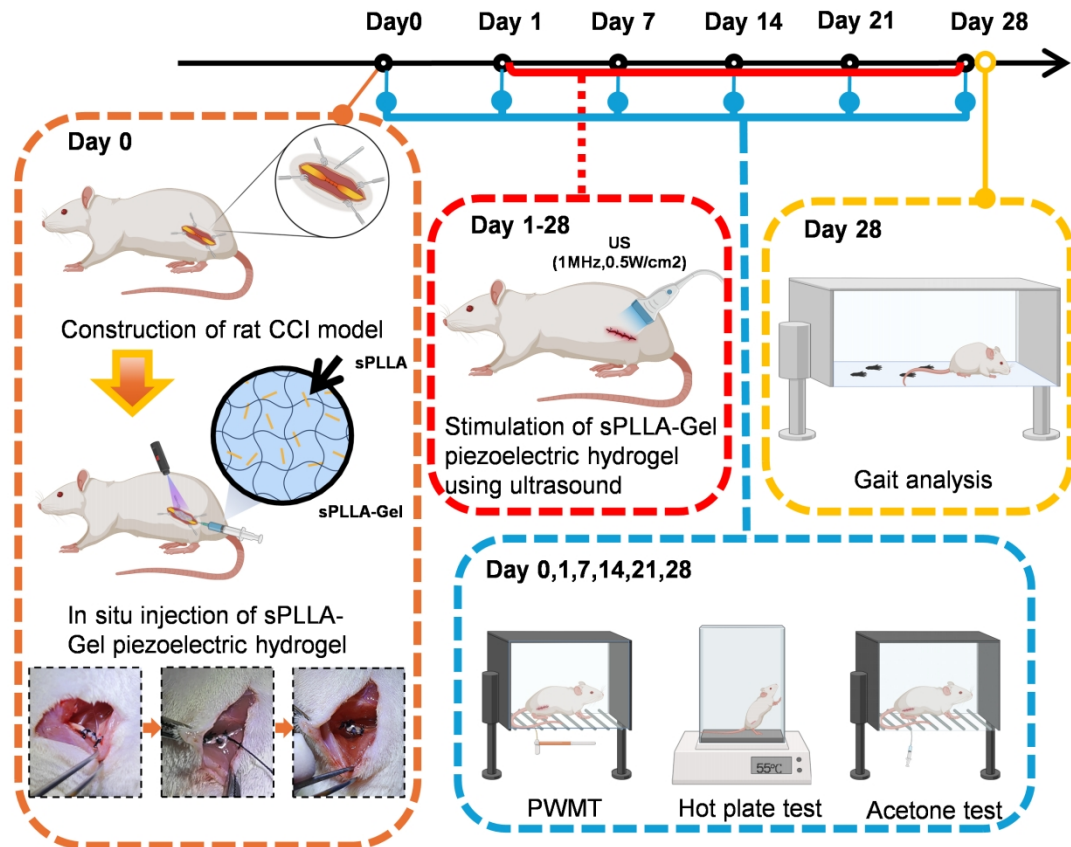 Day0
Day 1
Day 7
Day 14
Day 21
Day 28
Day 0
Construction of rat CCI model
sPLLA
sPLLA-Gel
In situ injection of sPLLA-
Gel piezoelectric hydrogel
Day 1-28
US
(1MHz,0.5W/cm2)
Stimulation of sPLLA-Gel
piezoelectric hydrogel
using ultrasound
Day 28
Gait analysis
Day 0,1,7,14,21,28
55℃
PWMT
Hot plate test
Acetone test